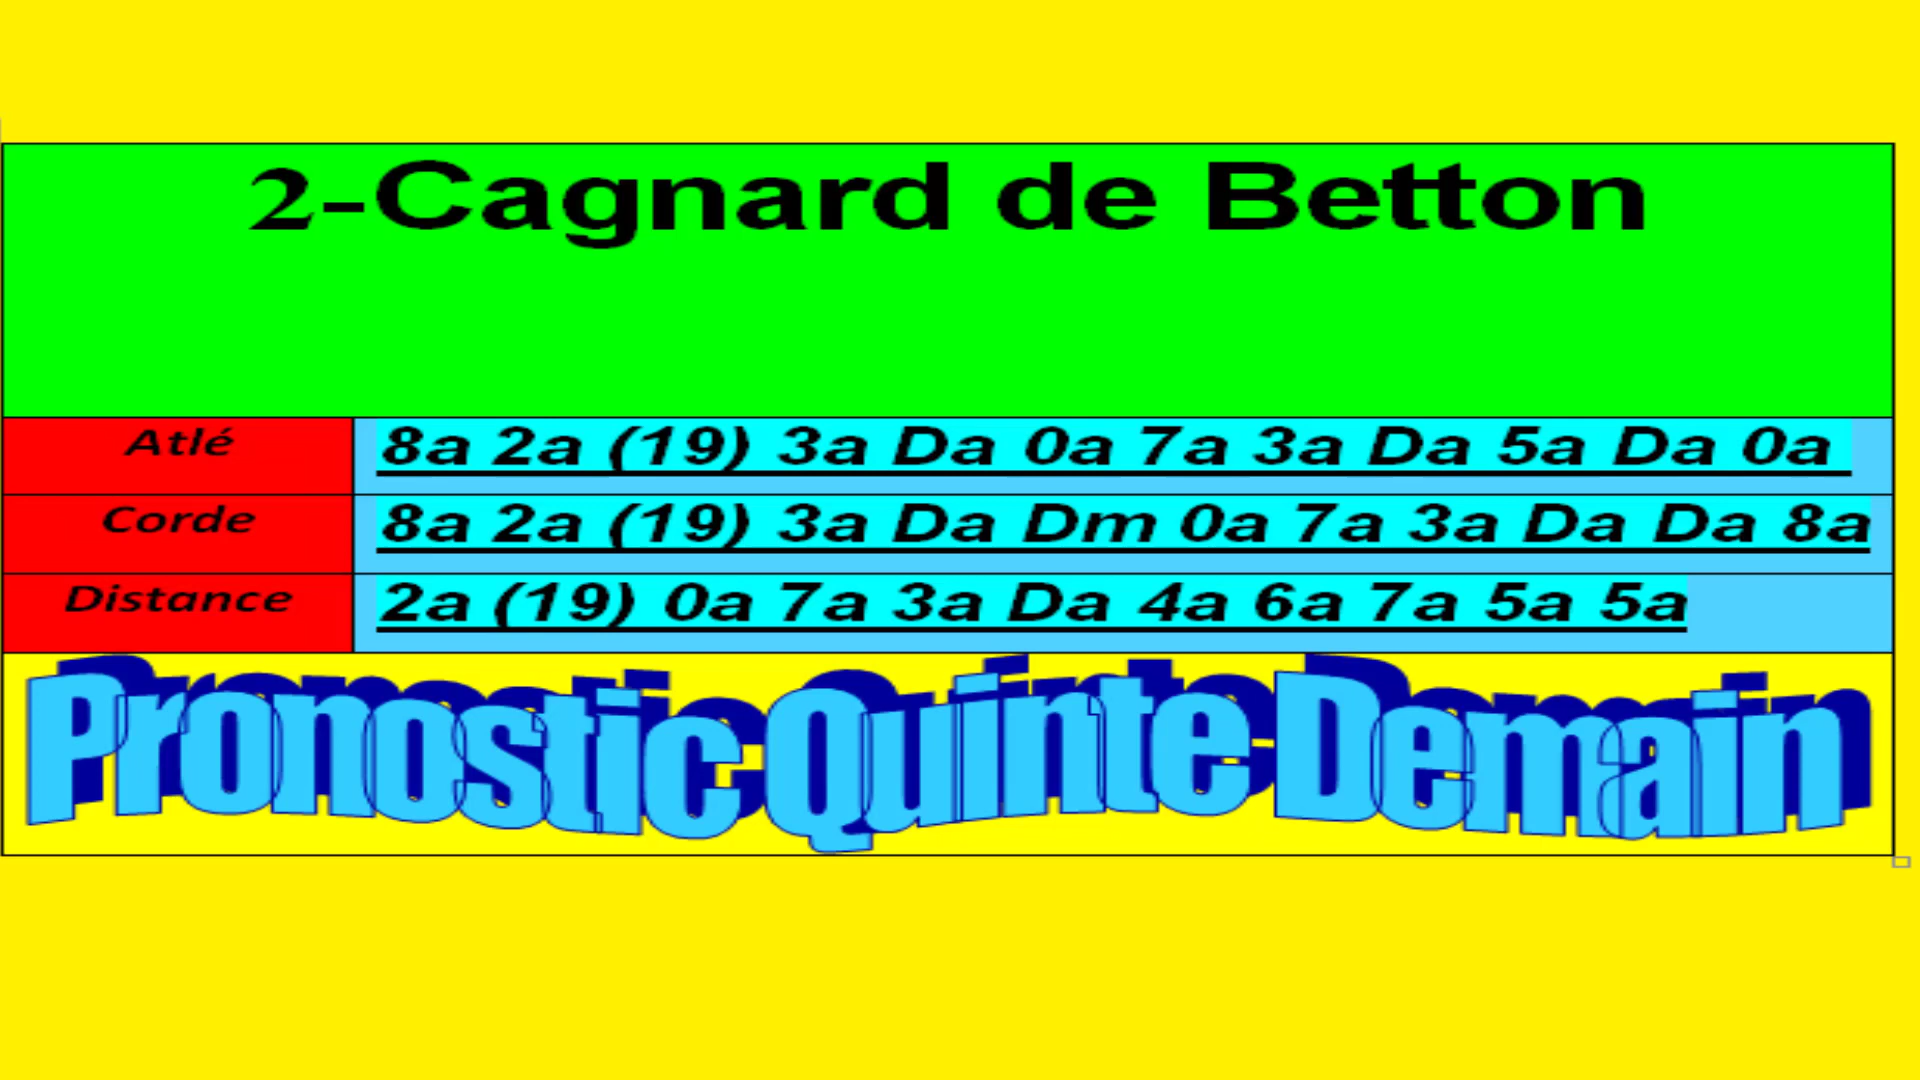 2-Cagnard de Betton
Atlé
8a 2a (19) 3a Da 0a 7a 3a Da 5a Da 0a
Corde
8a 2a (19) 3a Da Dm 0a 7a 3a Da Da 8a
Distance
2a (19) 0a 7a 3a Da 4a 6a 7a 5a 5a
Pronostic Quinte Demain